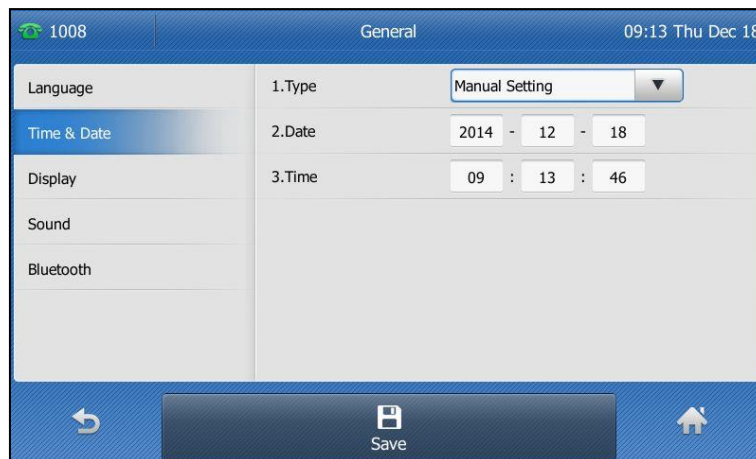 1008 General 09:13 Thu Dec 18
Language
Time & Date
Display
Sound
Bluetooth
1.Type Manual Setting
2.Date 2014 - 12 - 18
3.Time 09 : 13 : 46
Save